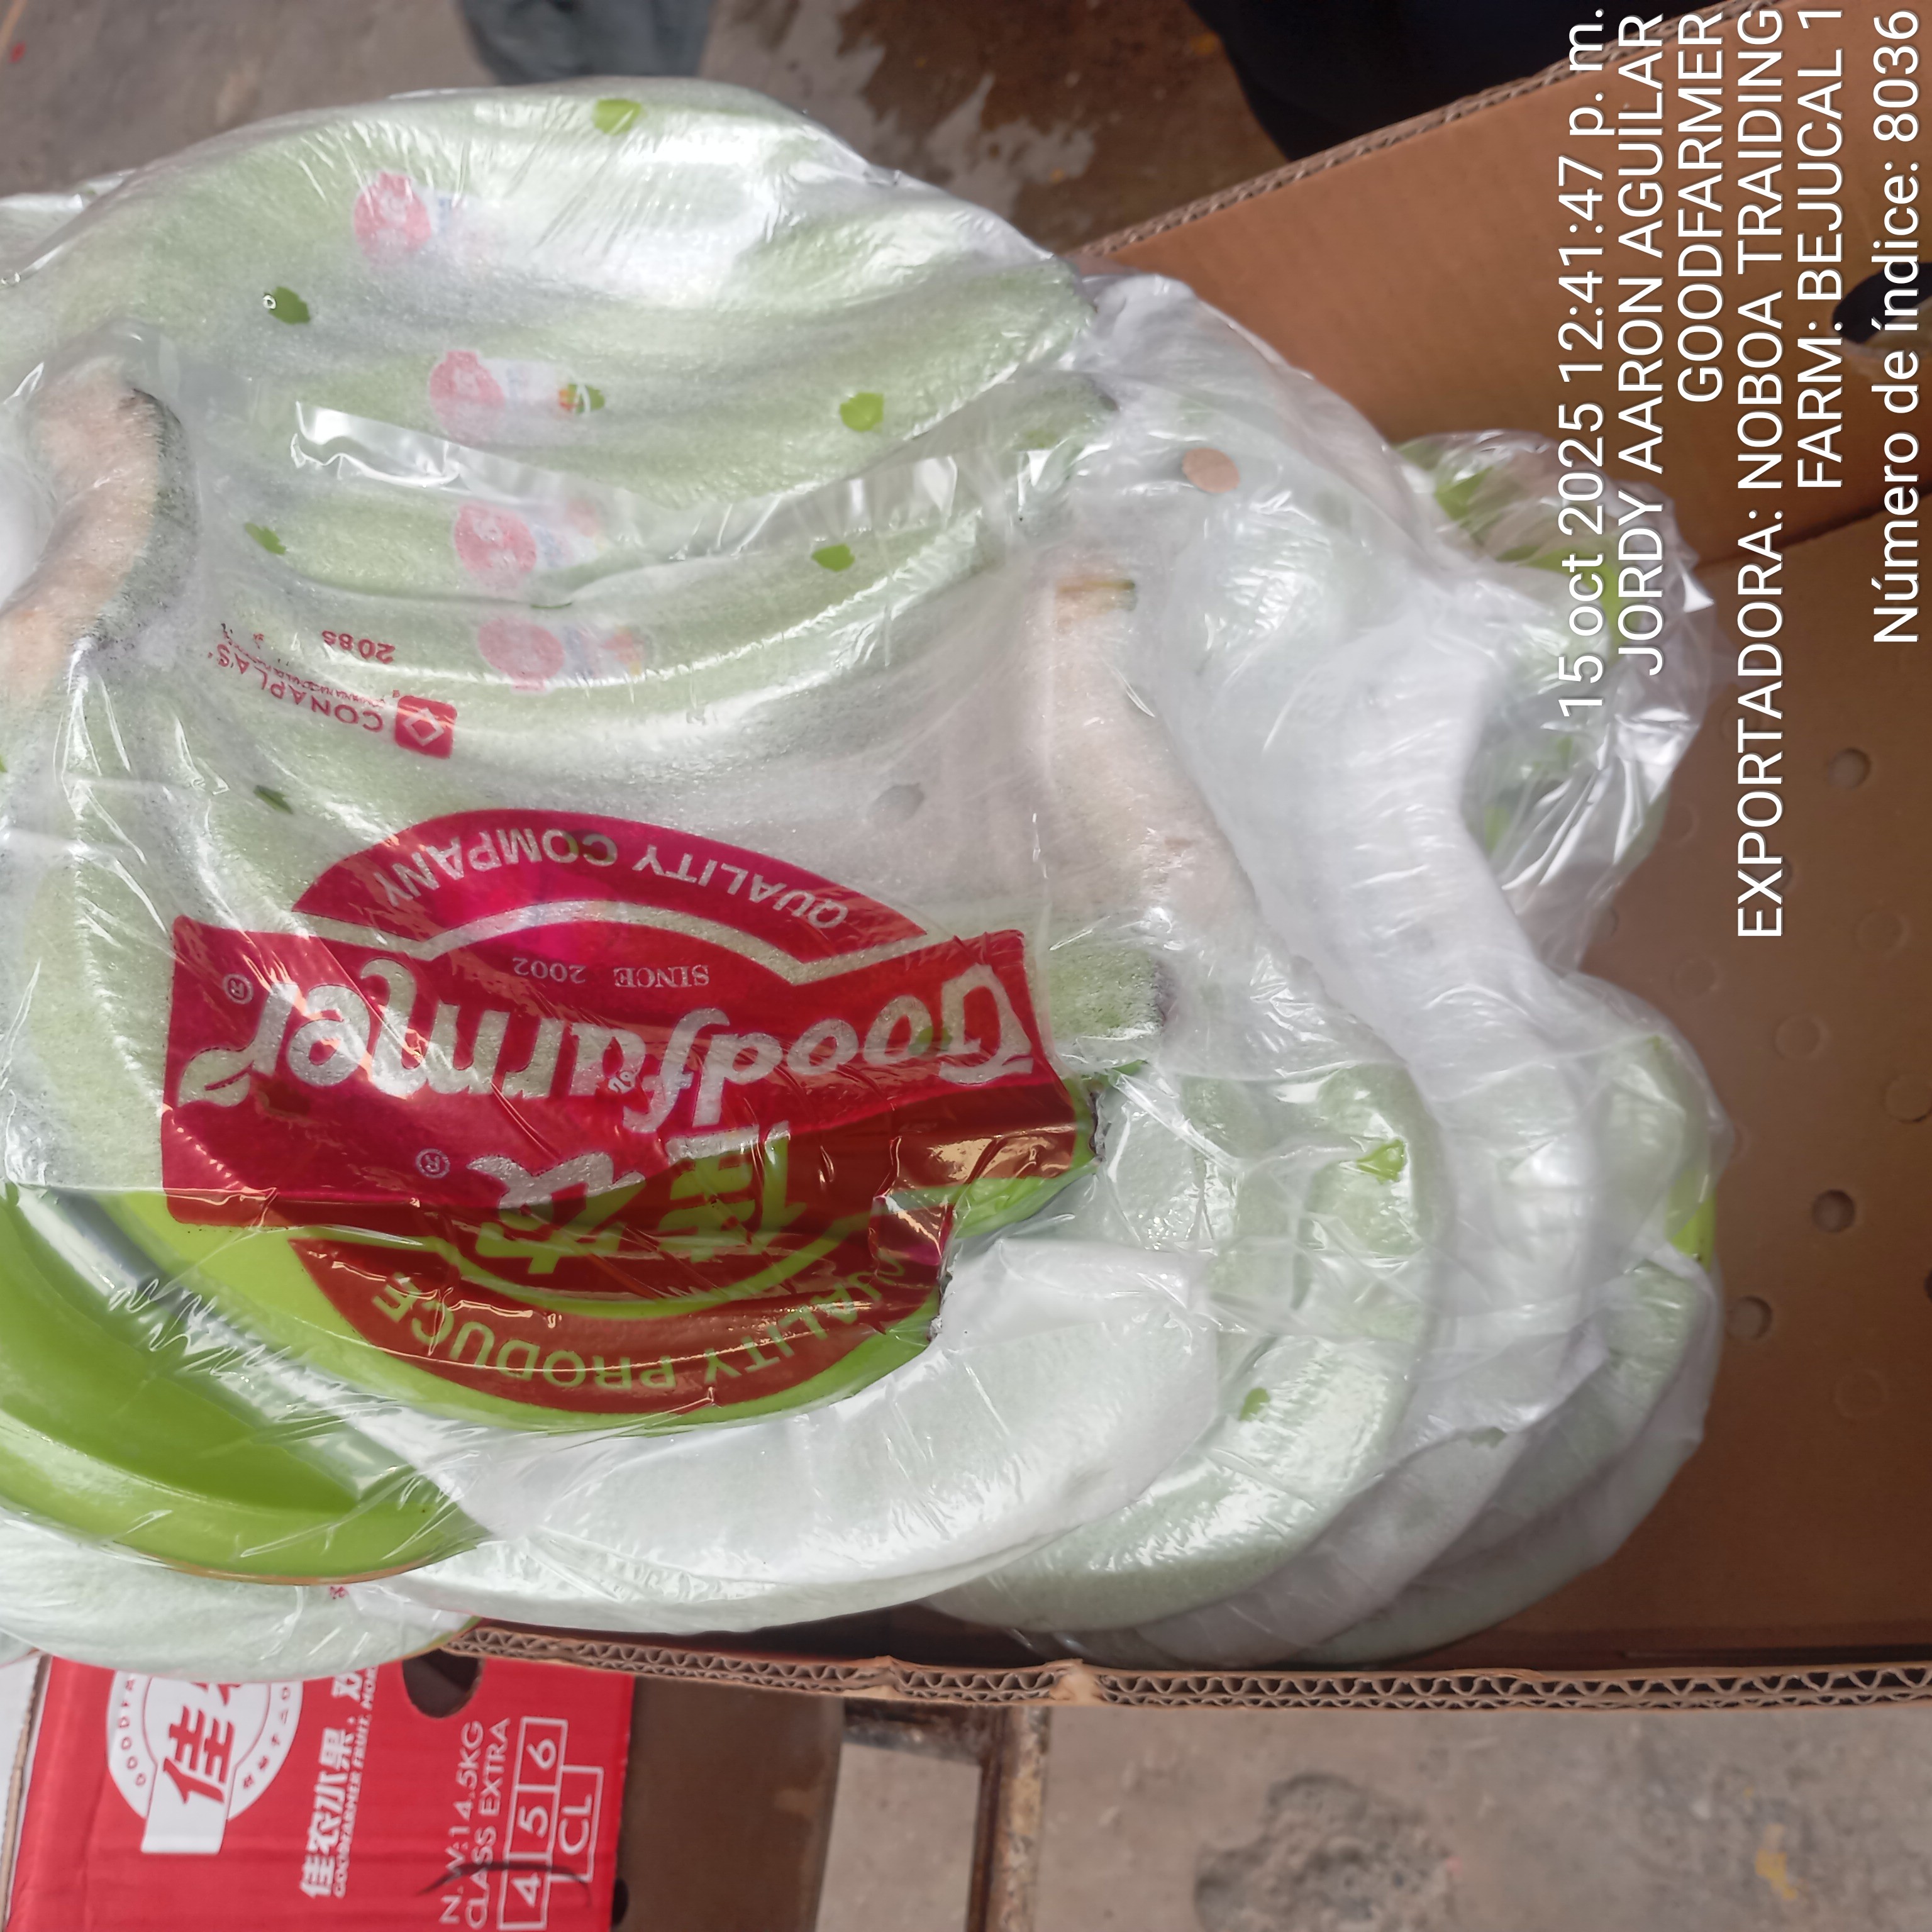 佳农水果
GOODFARMER FRUIT, MOR
N.W:14.5KG
CLASS EXTRA
4 5 6
CL
QUALITY PRODUCE
佳农
®
Goodfarmer®
SINCE 2002
QUALITY COMPANY
CONAPLAS
208S
15 oct 2025 12:41:47 p. m.
JORDY AARON AGUILAR
GOODFARMER
EXPORTADORA: NOBOA TRAIDING
FARM: BEJUCAL 1
Número de índice: 8036